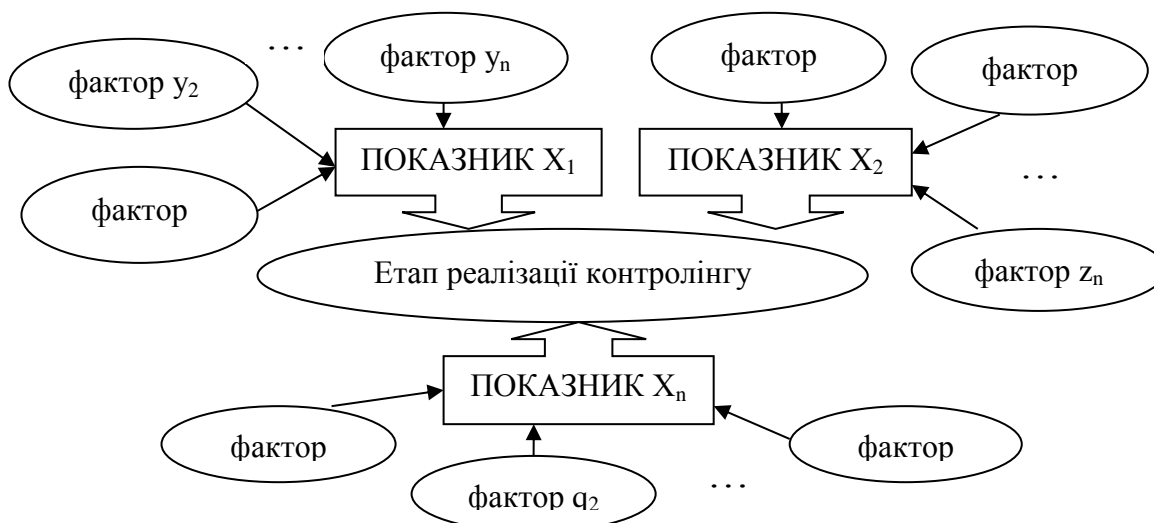 … фактор yₙ фактор
фактор y₂ фактор
ПОКАЗНИК X₁ ПОКАЗНИК X₂
фактор …
Етап реалізації контролінгу фактор zₙ
ПОКАЗНИК Xₙ
фактор фактор
фактор q₂ …